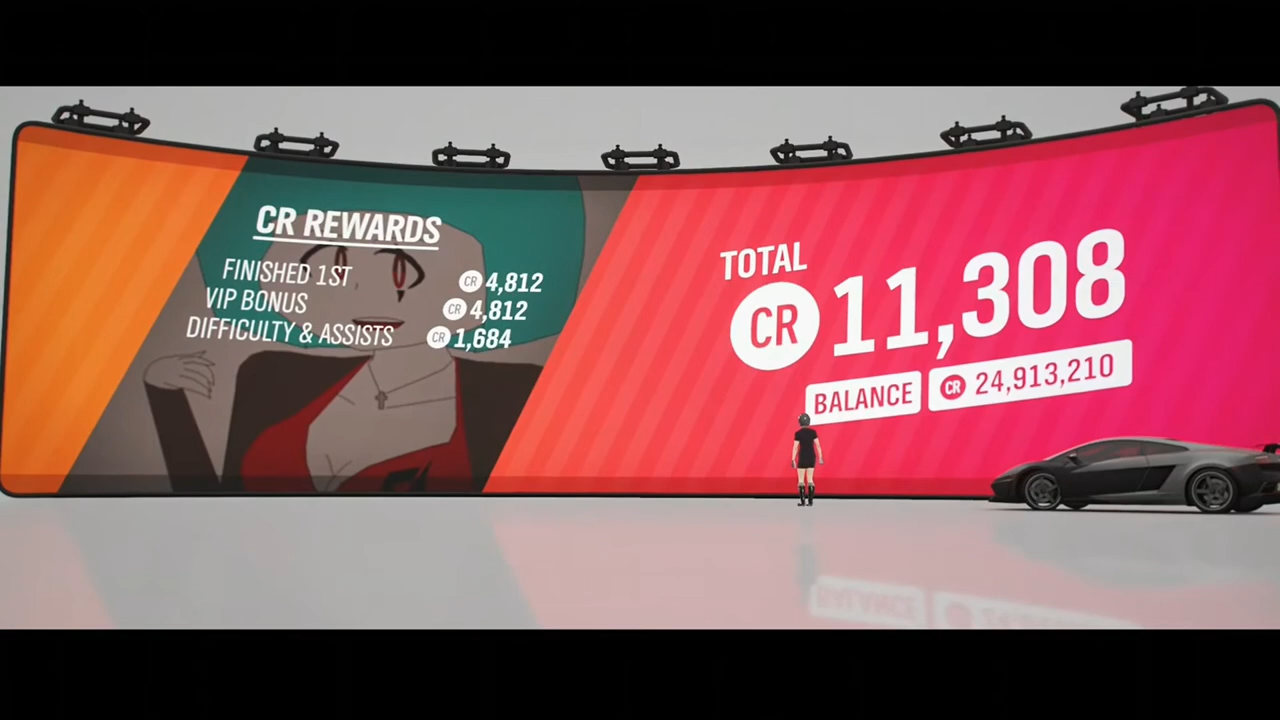 CR REWARDS
FINISHED 1ST CR 4,812
VIP BONUS CR 4,812
DIFFICULTY & ASSISTS CR 1,684
TOTAL
CR 11,308
BALANCE CR 24,913,210